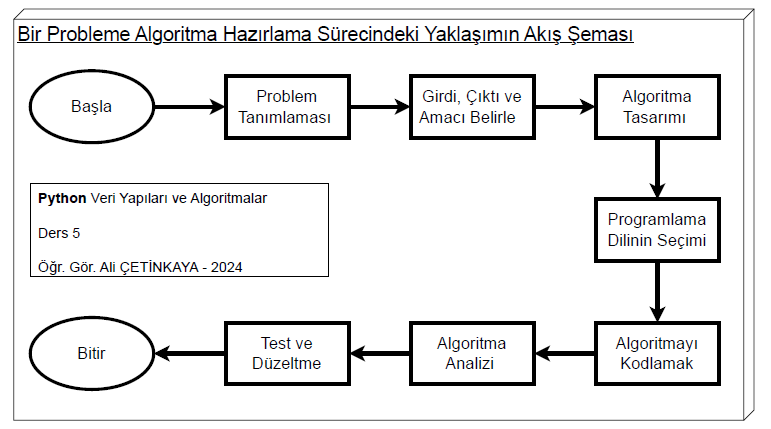 Bir Probleme Algoritma Hazırlama Sürecindeki Yaklaşımın Akış Şeması
Başla
Problem
Tanımlaması
Girdi, Çıktı ve
Amacı Belirle
Algoritma
Tasarımı
Programlama
Dilinin Seçimi
Algoritmayı
Kodlamak
Algoritma
Analizi
Test ve
Düzeltme
Bitir
Python Veri Yapıları ve Algoritmalar
Ders 5
Öğr. Gör. Ali ÇETİNKAYA - 2024